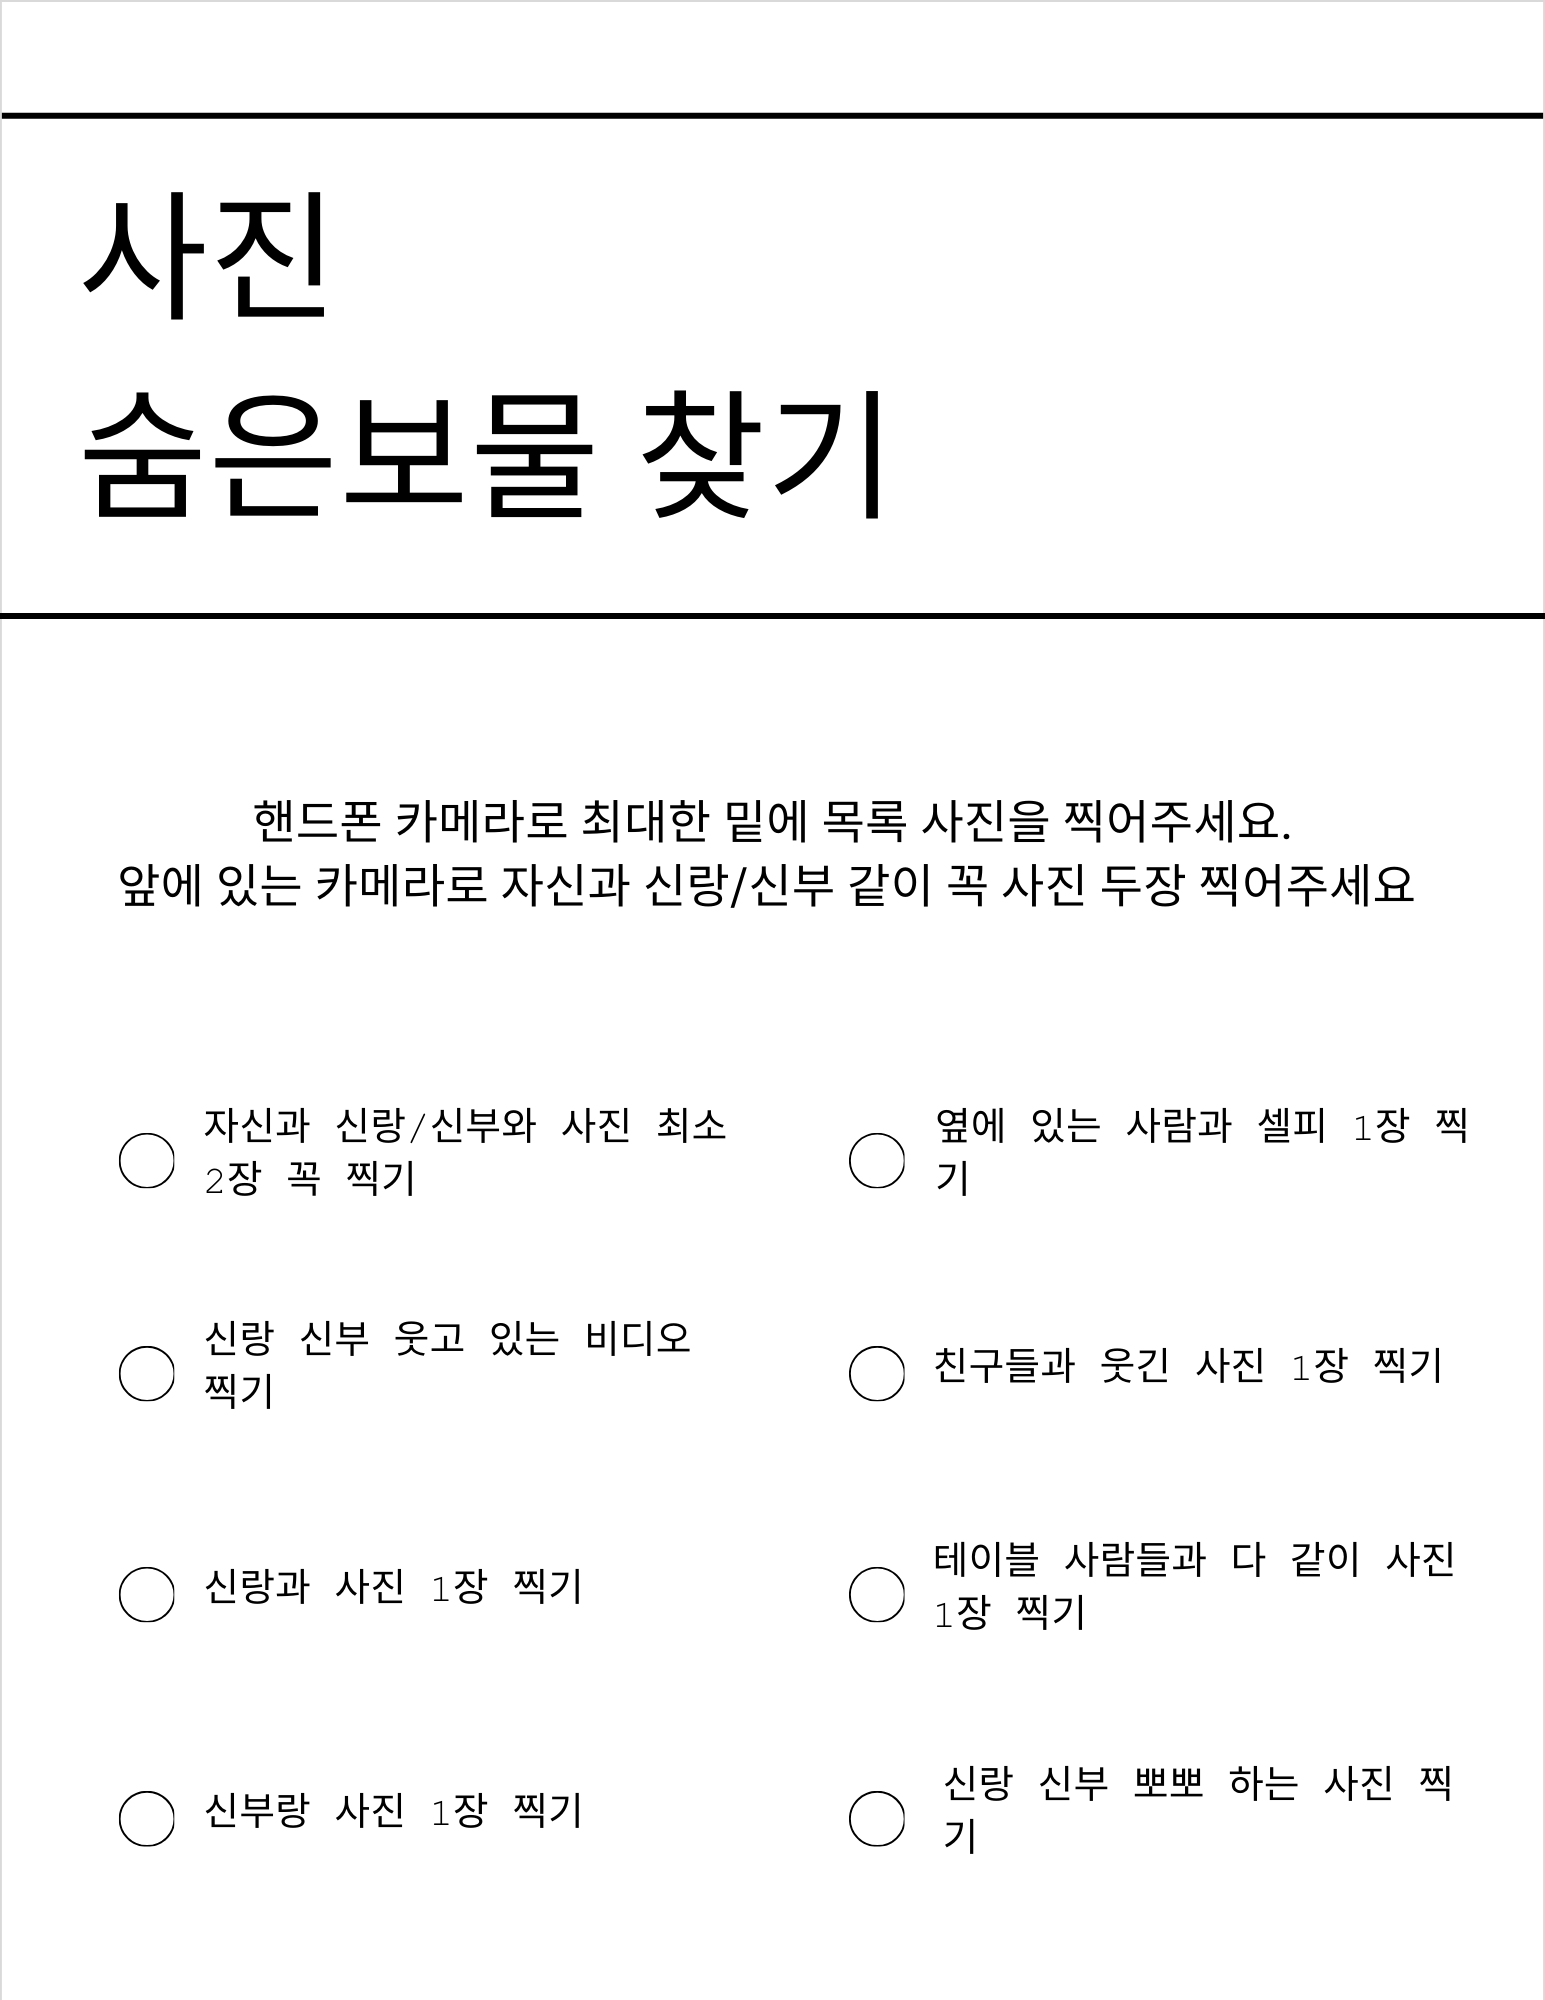 사진
숨은보물 찾기
핸드폰 카메라로 최대한 밑에 목록 사진을 찍어주세요.
앞에 있는 카메라로 자신과 신랑/신부 같이 꼭 사진 두장 찍어주세요
자신과 신랑/신부와 사진 최소
2장 꼭 찍기
옆에 있는 사람과 셀피 1장 찍
기
신랑 신부 웃고 있는 비디오
찍기
친구들과 웃긴 사진 1장 찍기
신랑과 사진 1장 찍기
테이블 사람들과 다 같이 사진
1장 찍기
신부랑 사진 1장 찍기
신랑 신부 뽀뽀 하는 사진 찍
기